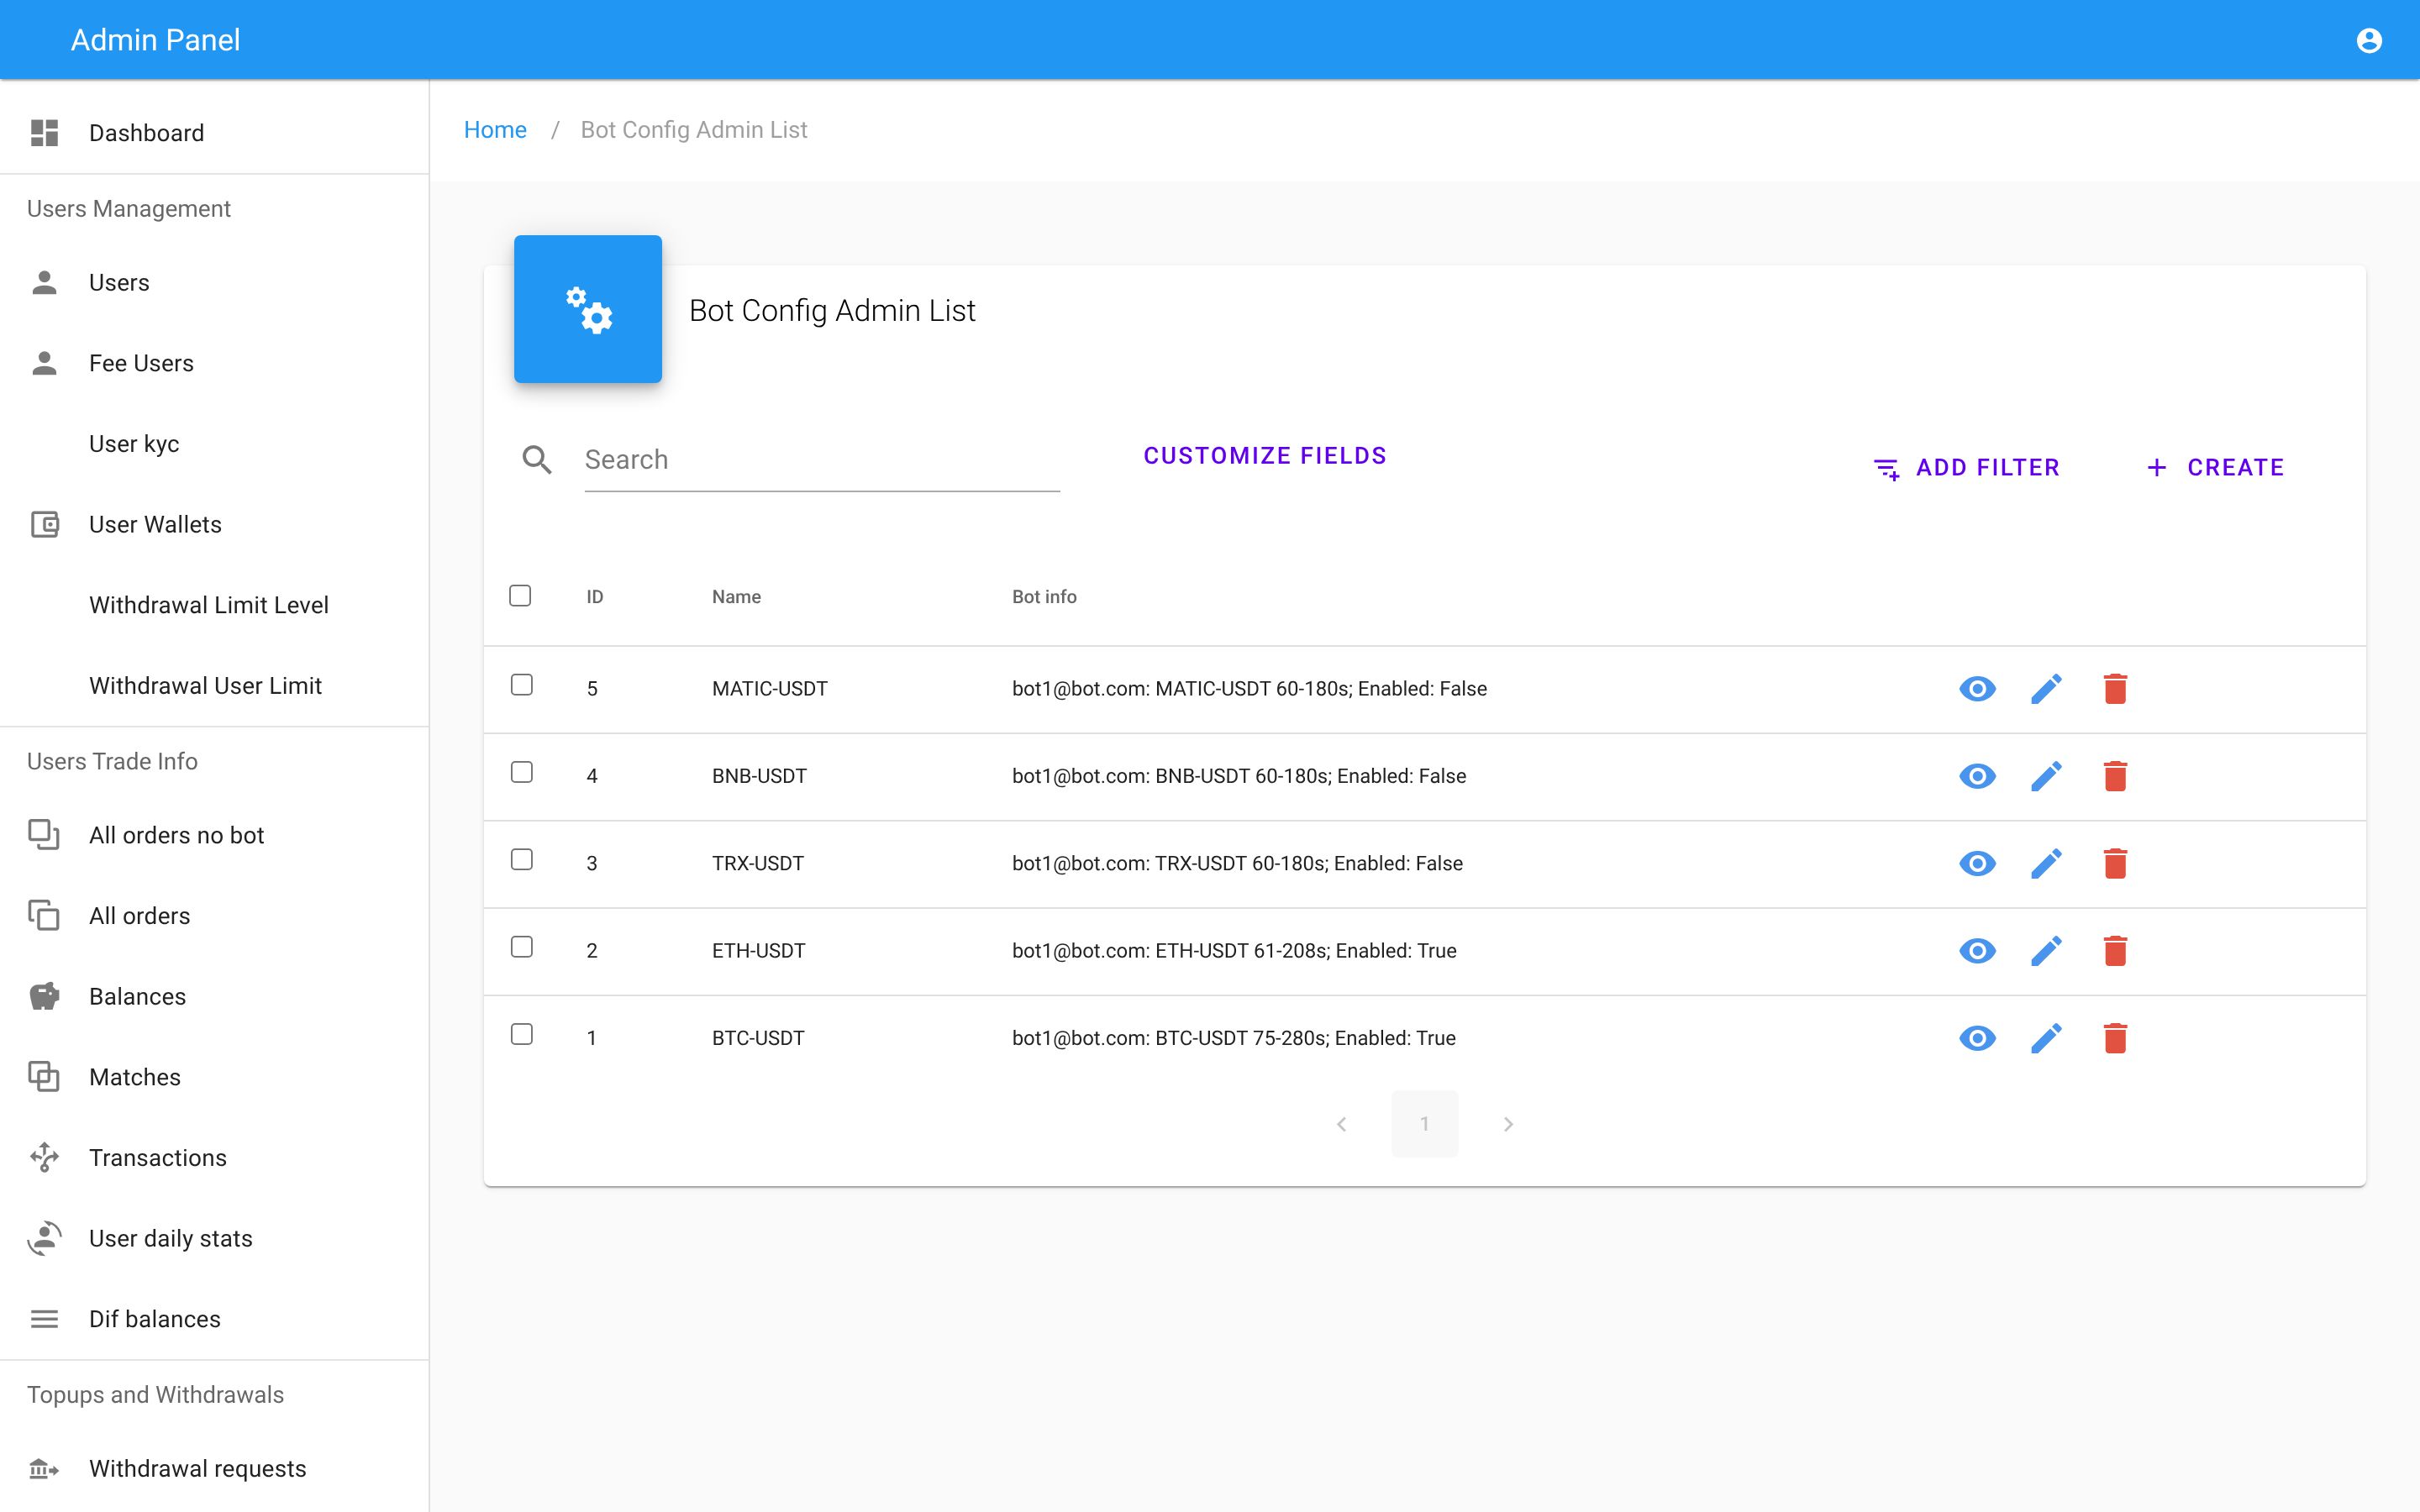 Admin Panel
Dashboard
Users Management
Users
Fee Users
User kyc
User Wallets
Withdrawal Limit Level
Withdrawal User Limit
Users Trade Info
All orders no bot
All orders
Balances
Matches
Transactions
User daily stats
Dif balances
Topups and Withdrawals
Withdrawal requests
Home / Bot Config Admin List
Bot Config Admin List
Search CUSTOMIZE FIELDS ADD FILTER + CREATE
ID Name Bot info
5 MATIC-USDT bot1@bot.com: MATIC-USDT 60-180s; Enabled: False
4 BNB-USDT bot1@bot.com: BNB-USDT 60-180s; Enabled: False
3 TRX-USDT bot1@bot.com: TRX-USDT 60-180s; Enabled: False
2 ETH-USDT bot1@bot.com: ETH-USDT 61-208s; Enabled: True
1 BTC-USDT bot1@bot.com: BTC-USDT 75-280s; Enabled: True
1